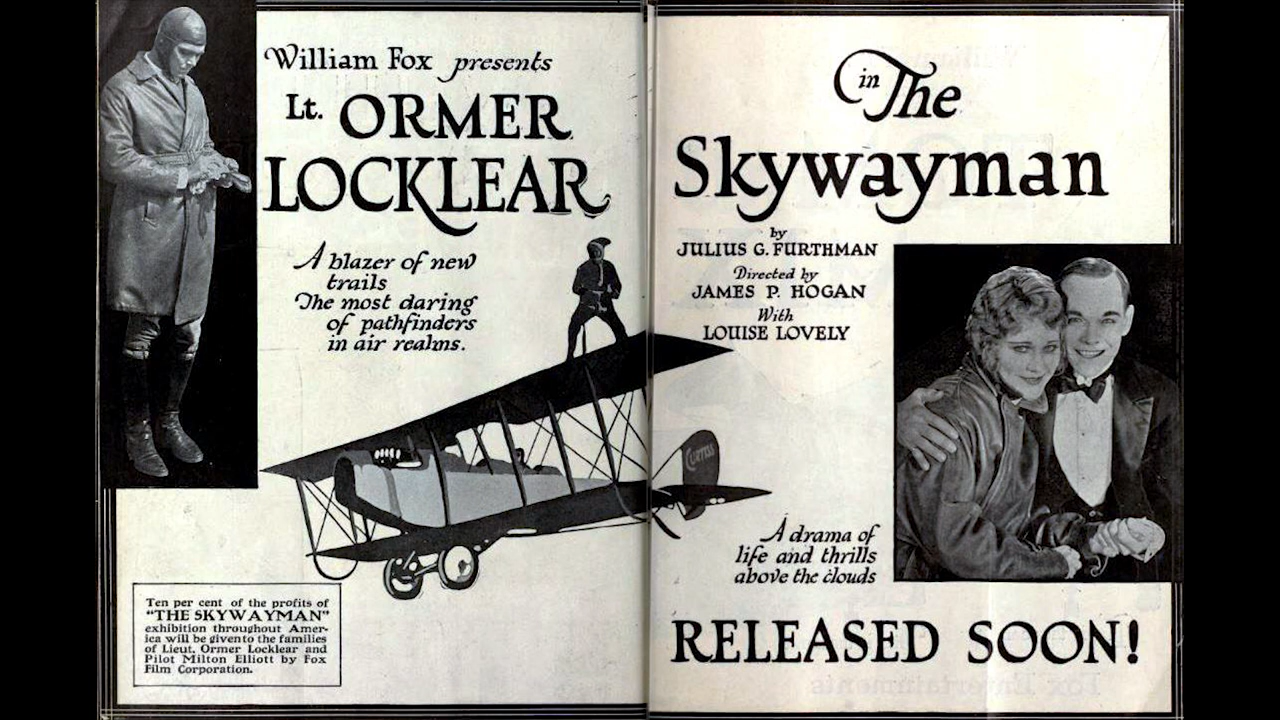 William Fox presents
Lt. ORMER
LOCKLEAR
A blazer of new
trails
The most daring
of pathfinders
in air realms.
CURTISS
Ten per cent of the profits of
"THE SKYWAYMAN"
exhibition throughout Amer-
ica will be given to the families
of Lieut. Ormer Locklear and
Pilot Milton Elliott by Fox
Film Corporation.
in The
Skywayman
by
JULIUS G. FURTHMAN
Directed by
JAMES P. HOGAN
With
LOUISE LOVELY
A drama of
life and thrills
above the clouds
RELEASED SOON!